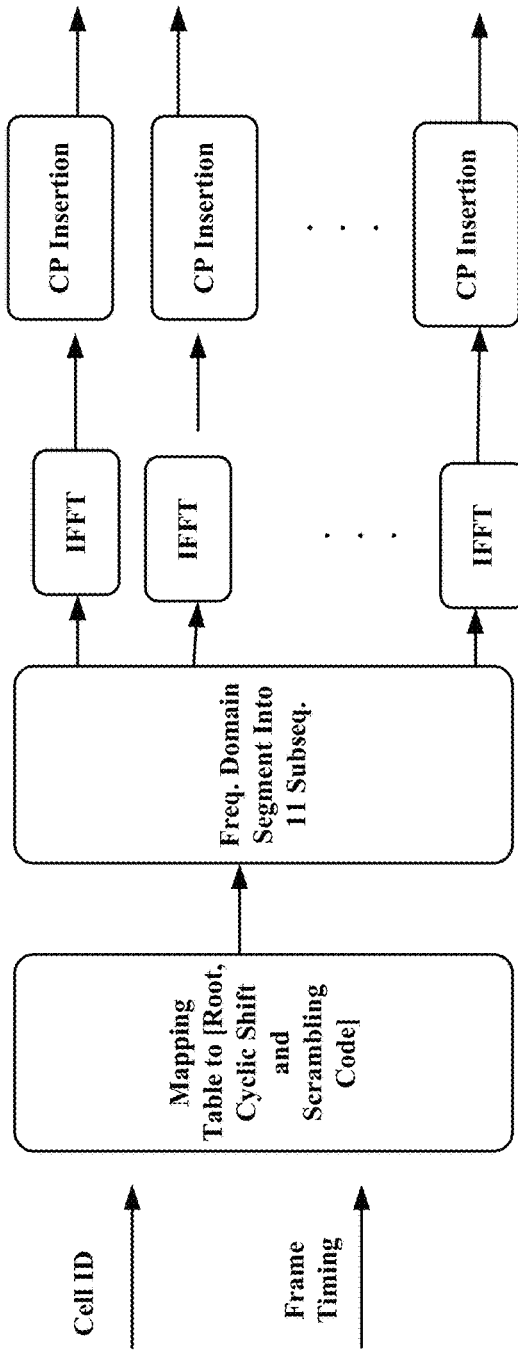 Cell ID
Frame
Timing
Mapping
Table to [Root,
Cyclic Shift
and
Scrambling
Code]
Freq. Domain
Segment Into
11 Subseq.
IFFT
IFFT
. . .
IFFT
CP Insertion
CP Insertion
. . .
CP Insertion